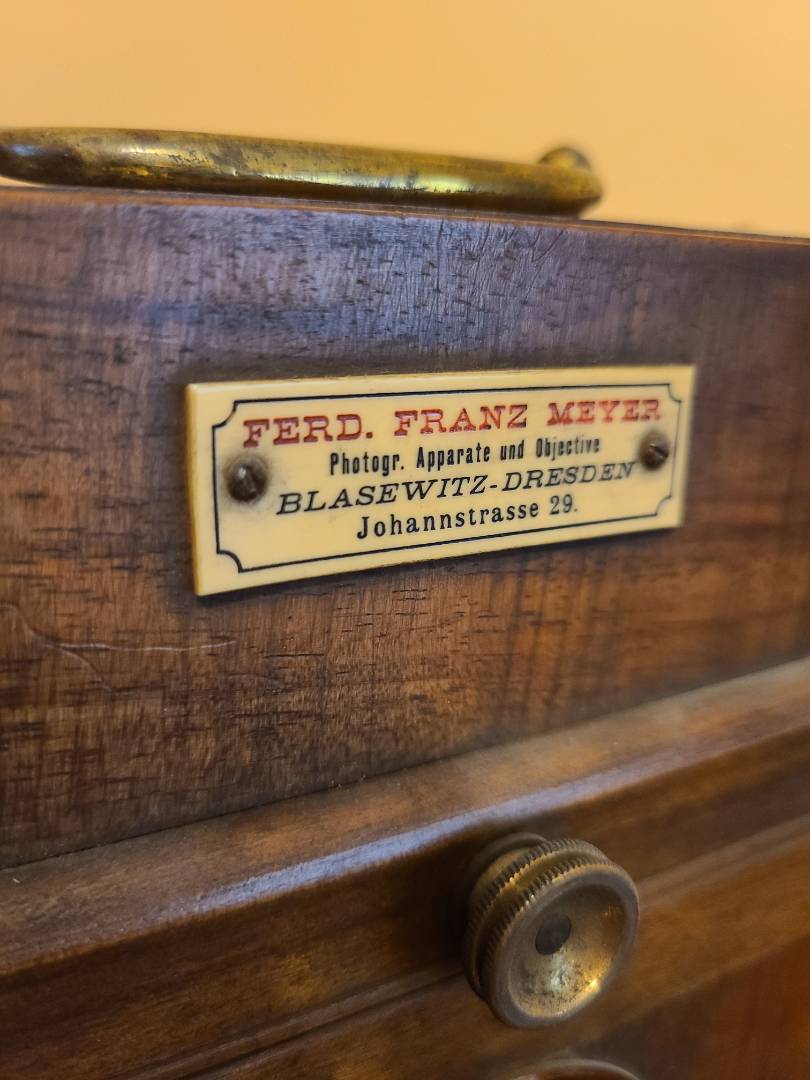 FERD. FRANZ MEYER
Photogr. Apparate und Objective
BLASEWITZ-DRESDEN
Johannstrasse 29.